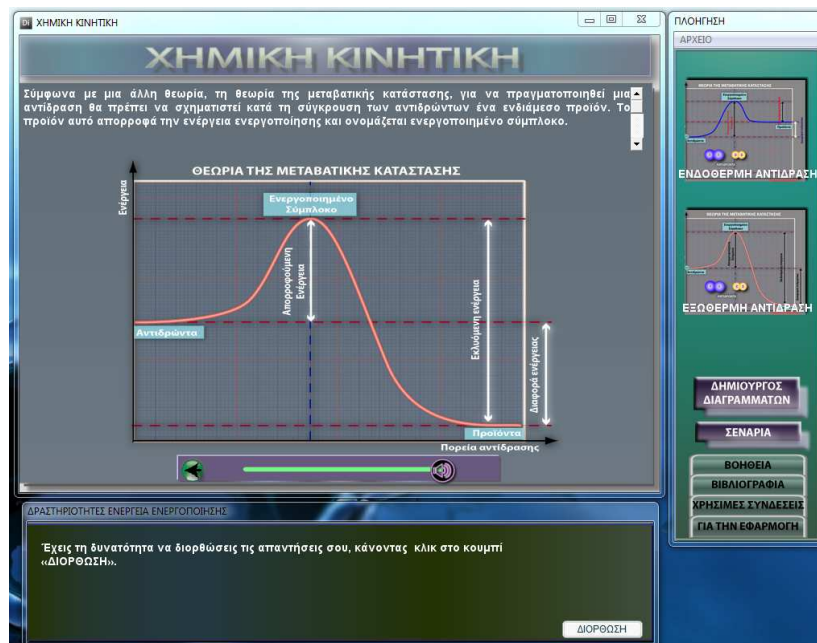 ΧΗΜΙΚΗ ΚΙΝΗΤΙΚΗ
ΧΗΜΙΚΗ ΚΙΝΗΤΙΚΗ
Σύμφωνα με μια άλλη θεωρία, τη θεωρία της μεταβατικής κατάστασης, για να πραγματοποιηθεί μια
αντίδραση θα πρέπει να σχηματιστεί κατά τη σύγκρουση των αντιδρώντων ένα ενδιάμεσο προϊόν. Το
προϊόν αυτό απορροφά την ενέργεια ενεργοποίησης και ονομάζεται ενεργοποιημένο σύμπλοκο.
ΘΕΩΡΙΑ ΤΗΣ ΜΕΤΑΒΑΤΙΚΗΣ ΚΑΤΑΣΤΑΣΗΣ
Ενέργεια
Ενεργοποιημένο
Σύμπλοκο
Απορροφούμενη
Ενέργεια
Εκλυόμενη ενέργεια
Διαφορά ενέργειας
Αντιδρώντα
Προϊόντα
Πορεία αντίδρασης
ΔΡΑΣΤΗΡΙΟΤΗΤΕΣ ΕΝΕΡΓΕΙΑ ΕΝΕΡΓΟΠΟΙΗΣΗΣ
Έχεις τη δυνατότητα να διορθώσεις τις απαντήσεις σου, κάνοντας κλικ στο κουμπί
«ΔΙΟΡΘΩΣΗ».
ΔΙΟΡΘΩΣΗ
ΠΛΟΗΓΗΣΗ
ΑΡΧΕΙΟ
ΕΝΔΟΘΕΡΜΗ ΑΝΤΙΔΡΑΣΗ
ΕΞΩΘΕΡΜΗ ΑΝΤΙΔΡΑΣΗ
ΔΗΜΙΟΥΡΓΟΣ
ΔΙΑΓΡΑΜΜΑΤΩΝ
ΣΕΝΑΡΙΑ
ΒΟΗΘΕΙΑ
ΒΙΒΛΙΟΓΡΑΦΙΑ
ΧΡΗΣΙΜΕΣ ΣΥΝΔΕΣΕΙΣ
ΓΙΑ ΤΗΝ ΕΦΑΡΜΟΓΗ